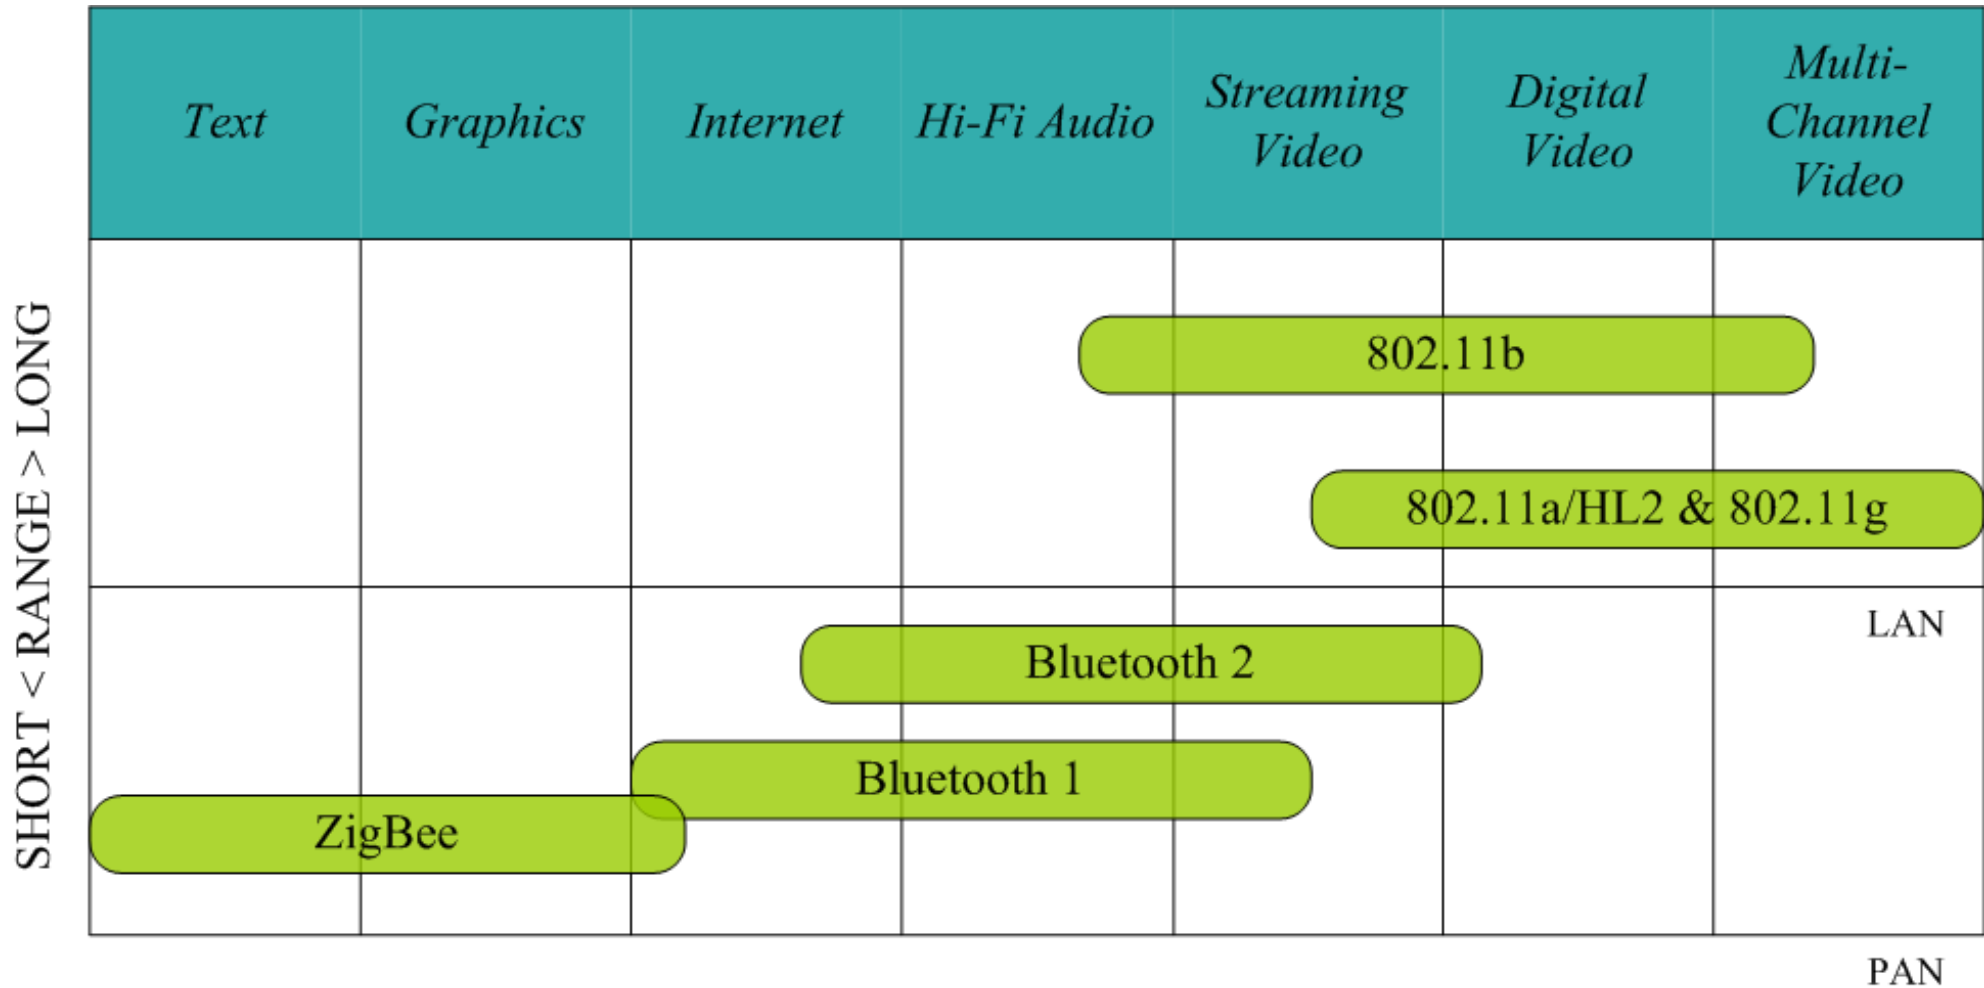 Text
Graphics
Internet
Hi-Fi Audio
Streaming
Video
Digital
Video
Multi-
Channel
Video
SHORT < RANGE > LONG
802.11b
802.11a/HL2 & 802.11g
LAN
Bluetooth 2
Bluetooth 1
ZigBee
PAN